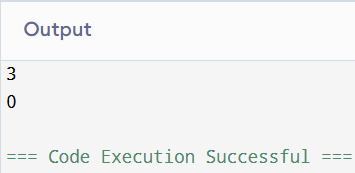 Output
3
0
=== Code Execution Successful ===